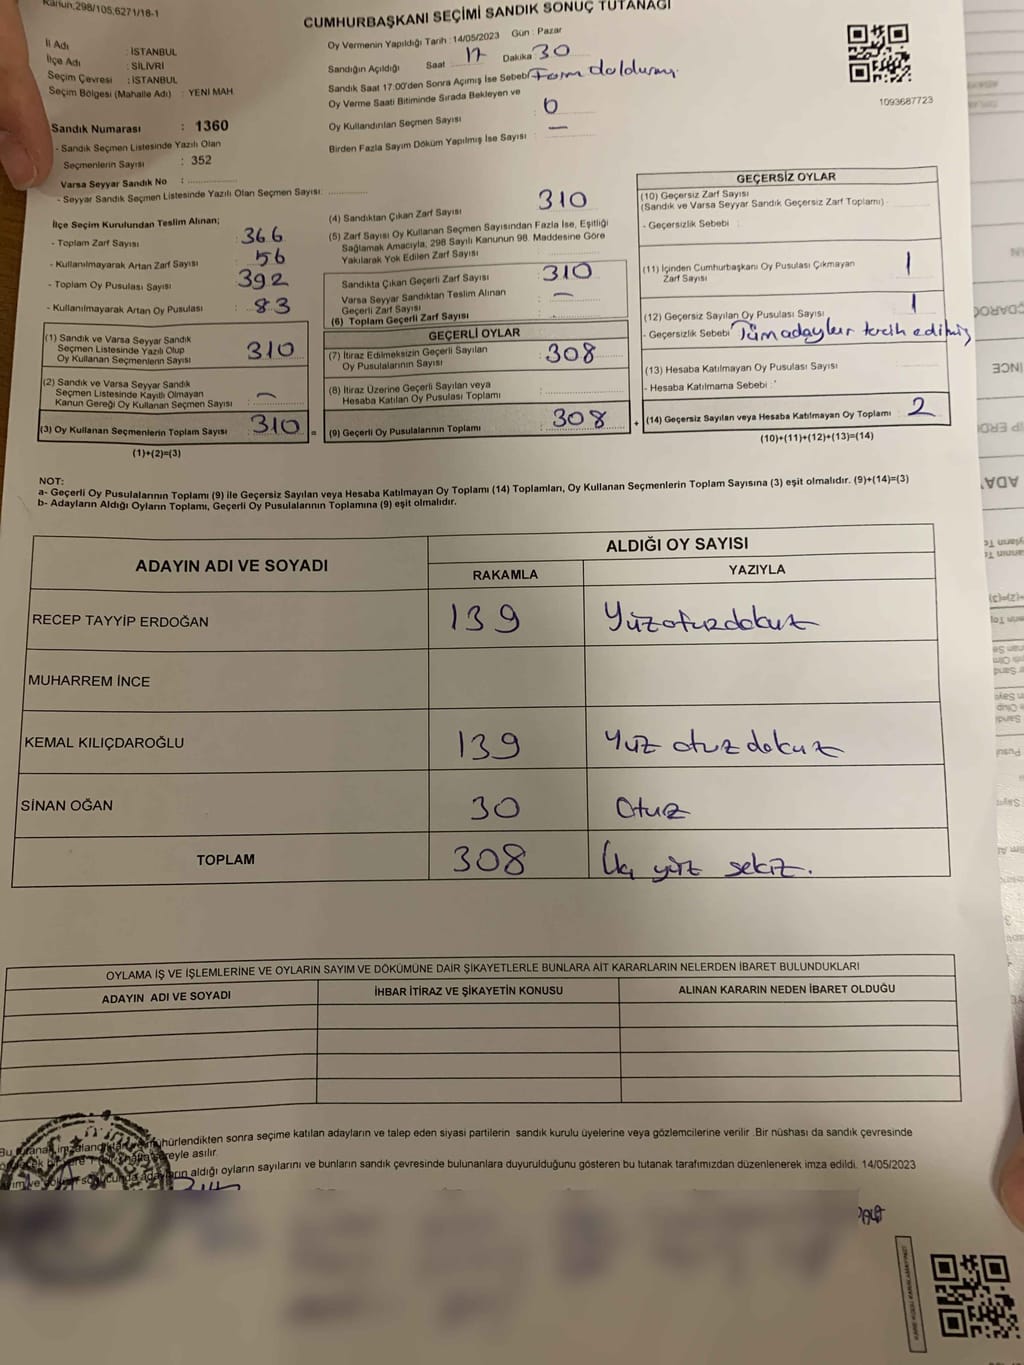 Kanun,298/105,6271/18-1
CUMHURBAŞKANI SEÇİMİ SANDIK SONUÇ TUTANAĞI
İl Adı : İSTANBUL
İlçe Adı : SİLİVRİ
Seçim Çevresi : İSTANBUL
Seçim Bölgesi (Mahalle Adı) : YENİ MAH.
Sandık Numarası : 1360
- Sandık Seçmen Listesinde Yazılı Olan
Seçmenlerin Sayısı : 352
Varsa Seyyar Sandık No :
- Seyyar Sandık Seçmen Listesinde Yazılı Olan Seçmen Sayısı:
Oy Vermenin Yapıldığı Tarih : 14/05/2023 Gün : Pazar
Sandığın Açıldığı Saat 17 Dakika 30
Sandık Saat 17:00'den Sonra Açımış İse Sebebi Form doldurma
Oy Verme Saati Bitiminde Sırada Bekleyen ve
Oy Kullandırılan Seçmen Sayısı 0
Birden Fazla Sayım Döküm Yapılmış İse Sayısı —
1093687723
İlçe Seçim Kurulundan Teslim Alınan;
- Toplam Zarf Sayısı : 366
- Kullanılmayarak Artan Zarf Sayısı : 56
- Toplam Oy Pusulası Sayısı : 392
- Kullanılmayarak Artan Oy Pusulası : 83
(1) Sandık ve Varsa Seyyar Sandık
Seçmen Listesinde Yazılı Olup
Oy Kullanan Seçmenlerin Sayısı : 310
(2) Sandık ve Varsa Seyyar Sandık
Seçmen Listesinde Kayıtlı Olmayan
Kanun Gereği Oy Kullanan Seçmen Sayısı : —
(3) Oy Kullanan Seçmenlerin Toplam Sayısı : 310 =
(1)+(2)=(3)
(4) Sandıktan Çıkan Zarf Sayısı : 310
(5) Zarf Sayısı Oy Kullanan Seçmen Sayısından Fazla İse, Eşitliği
Sağlamak Amacıyla, 298 Sayılı Kanunun 98. Maddesine Göre
Yakılarak Yok Edilen Zarf Sayısı :
Sandıkta Çıkan Geçerli Zarf Sayısı : 310
Varsa Seyyar Sandıktan Teslim Alınan
Geçerli Zarf Sayısı : —
(6) Toplam Geçerli Zarf Sayısı :
GEÇERLİ OYLAR
(7) İtiraz Edilmeksizin Geçerli Sayılan
Oy Pusulalarının Sayısı : 308
(8) İtiraz Üzerine Geçerli Sayılan veya
Hesaba Katılan Oy Pusulası Toplamı :
(9) Geçerli Oy Pusulalarının Toplamı : 308 +
GEÇERSİZ OYLAR
(10) Geçersiz Zarf Sayısı
(Sandık ve Varsa Seyyar Sandık Geçersiz Zarf Toplamı)
- Geçersizlik Sebebi :
(11) İçinden Cumhurbaşkanı Oy Pusulası Çıkmayan
Zarf Sayısı 1
(12) Geçersiz Sayılan Oy Pusulası Sayısı 1
- Geçersizlik Sebebi : Tüm adaylar tercih edilmiş
(13) Hesaba Katılmayan Oy Pusulası Sayısı
- Hesaba Katılmama Sebebi :
(14) Geçersiz Sayılan veya Hesaba Katılmayan Oy Toplamı : 2
(10)+(11)+(12)+(13)=(14)
NOT:
a- Geçerli Oy Pusulalarının Toplamı (9) ile Geçersiz Sayılan veya Hesaba Katılmayan Oy Toplamı (14) Toplamları, Oy Kullanan Seçmenlerin Toplam Sayısına (3) eşit olmalıdır. (9)+(14)=(3)
b- Adayların Aldığı Oyların Toplamı, Geçerli Oy Pusulalarının Toplamına (9) eşit olmalıdır.
ADAYIN ADI VE SOYADI
ALDIĞI OY SAYISI
RAKAMLA YAZIYLA
RECEP TAYYİP ERDOĞAN 139 Yüzotuzdokuz
MUHARREM İNCE
KEMAL KILIÇDAROĞLU 139 Yüz otuz dokuz
SİNAN OĞAN 30 Otuz
TOPLAM 308 Üç yüz sekiz.
OYLAMA İŞ VE İŞLEMLERİNE VE OYLARIN SAYIM VE DÖKÜMÜNE DAİR ŞİKAYETLERLE BUNLARA AİT KARARLARIN NELERDEN İBARET BULUNDUKLARI
ADAYIN ADI VE SOYADI İHBAR İTİRAZ VE ŞİKAYETİN KONUSU ALINAN KARARIN NEDEN İBARET OLDUĞU
sonra seçime katılan adayların ve talep eden siyasi partilerin sandık kurulu üyelerine veya gözlemcilerine verilir. Bir nüshası da sandık çevresinde
süreyle asılır.
aldığı oyların sayılarını ve bunların sandık çevresinde bulunanlara duyurulduğunu gösteren bu tutanak tarafımızdan düzenlenerek imza edildi. 14/05/2023